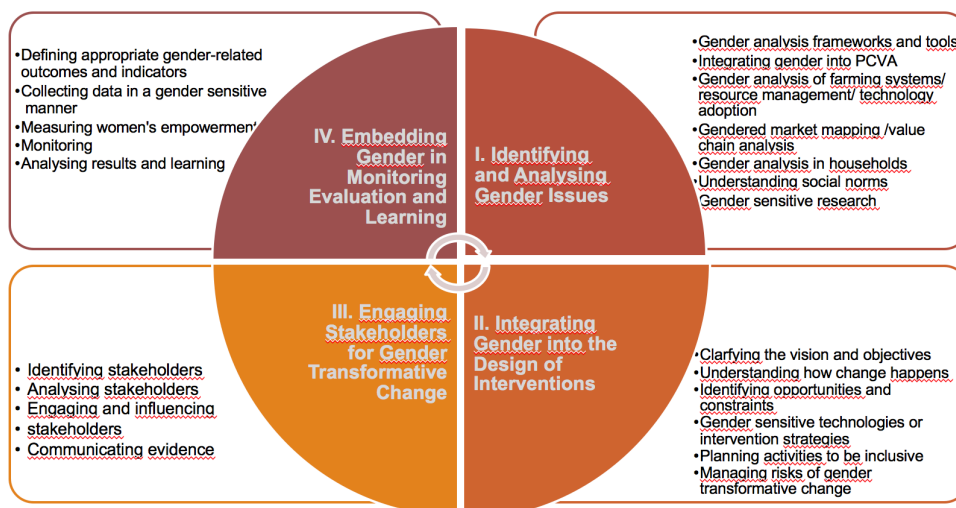 •Defining appropriate gender-related
outcomes and indicators
•Collecting data in a gender sensitive
manner
•Measuring women's empowerment
•Monitoring
•Analysing results and learning
IV. Embedding
Gender in
Monitoring
Evaluation and
Learning
I. Identifying
and Analysing
Gender Issues
•Gender analysis frameworks and tools
•Integrating gender into PCVA
•Gender analysis of farming systems/
resource management/ technology
adoption
•Gendered market mapping /value
chain analysis
•Gender analysis in households
•Understanding social norms
•Gender sensitive research
• Identifying stakeholders
• Analysing stakeholders
• Engaging and influencing
• stakeholders
• Communicating evidence
III. Engaging
Stakeholders
for Gender
Transformative
Change
II. Integrating
Gender into the
Design of
Interventions
•Clarifying the vision and objectives
•Understanding how change happens
•Identifying opportunities and
constraints
•Gender sensitive technologies or
intervention strategies
•Planning activities to be inclusive
•Managing risks of gender
transformative change